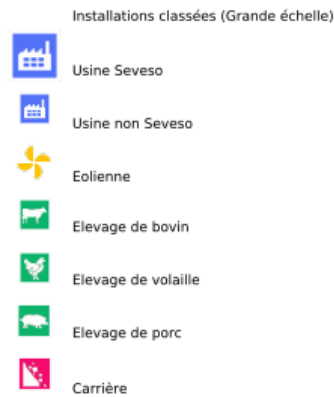 Installations classées (Grande échelle)
Usine Seveso
Usine non Seveso
Eolienne
Elevage de bovin
Elevage de volaille
Elevage de porc
Carrière